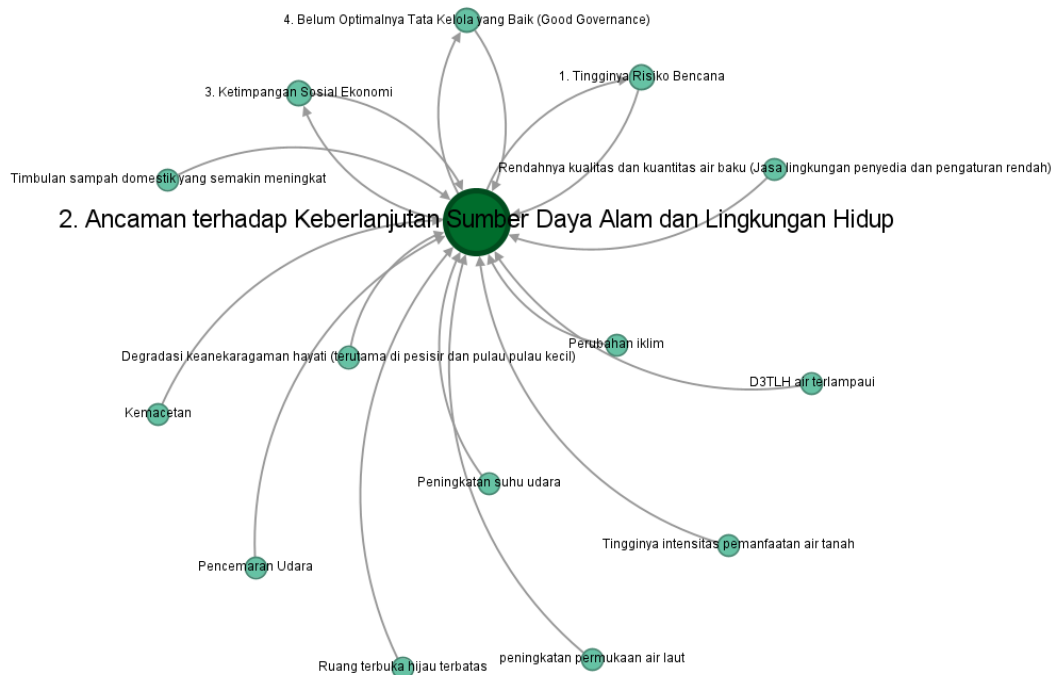 4. Belum Optimalnya Tata Kelola yang Baik (Good Governance)
1. Tingginya Risiko Bencana
3. Ketimpangan Sosial Ekonomi
Rendahnya kualitas dan kuantitas air baku (Jasa lingkungan penyedia dan pengaturan rendah)
Timbulan sampah domestik yang semakin meningkat
2. Ancaman terhadap Keberlanjutan Sumber Daya Alam dan Lingkungan Hidup
Perubahan iklim
Degradasi keanekaragaman hayati (terutama di pesisir dan pulau pulau kecil)
D3TLH air terlampaui
Kemacetan
Peningkatan suhu udara
Tingginya intensitas pemanfaatan air tanah
Pencemaran Udara
peningkatan permukaan air laut
Ruang terbuka hijau terbatas